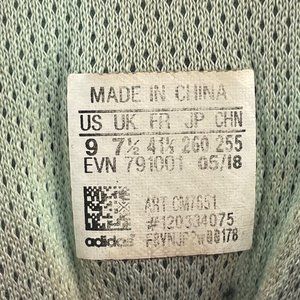 MADE IN CHINA
US UK FR JP CHN
9 7½ 41⅓ 260 255
EVN 791001 05/18
ART CM7651
#120334075
adidas